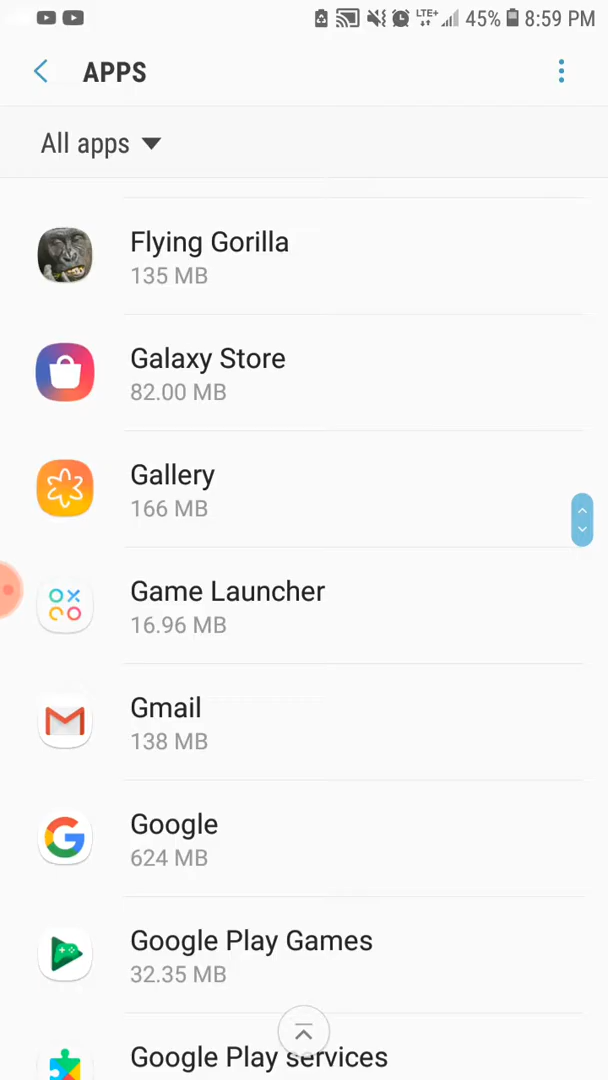 LTE+ 45% 8:59 PM
APPS
All apps
Flying Gorilla
135 MB
Galaxy Store
82.00 MB
Gallery
166 MB
Game Launcher
16.96 MB
Gmail
138 MB
Google
624 MB
Google Play Games
32.35 MB
Google Play services